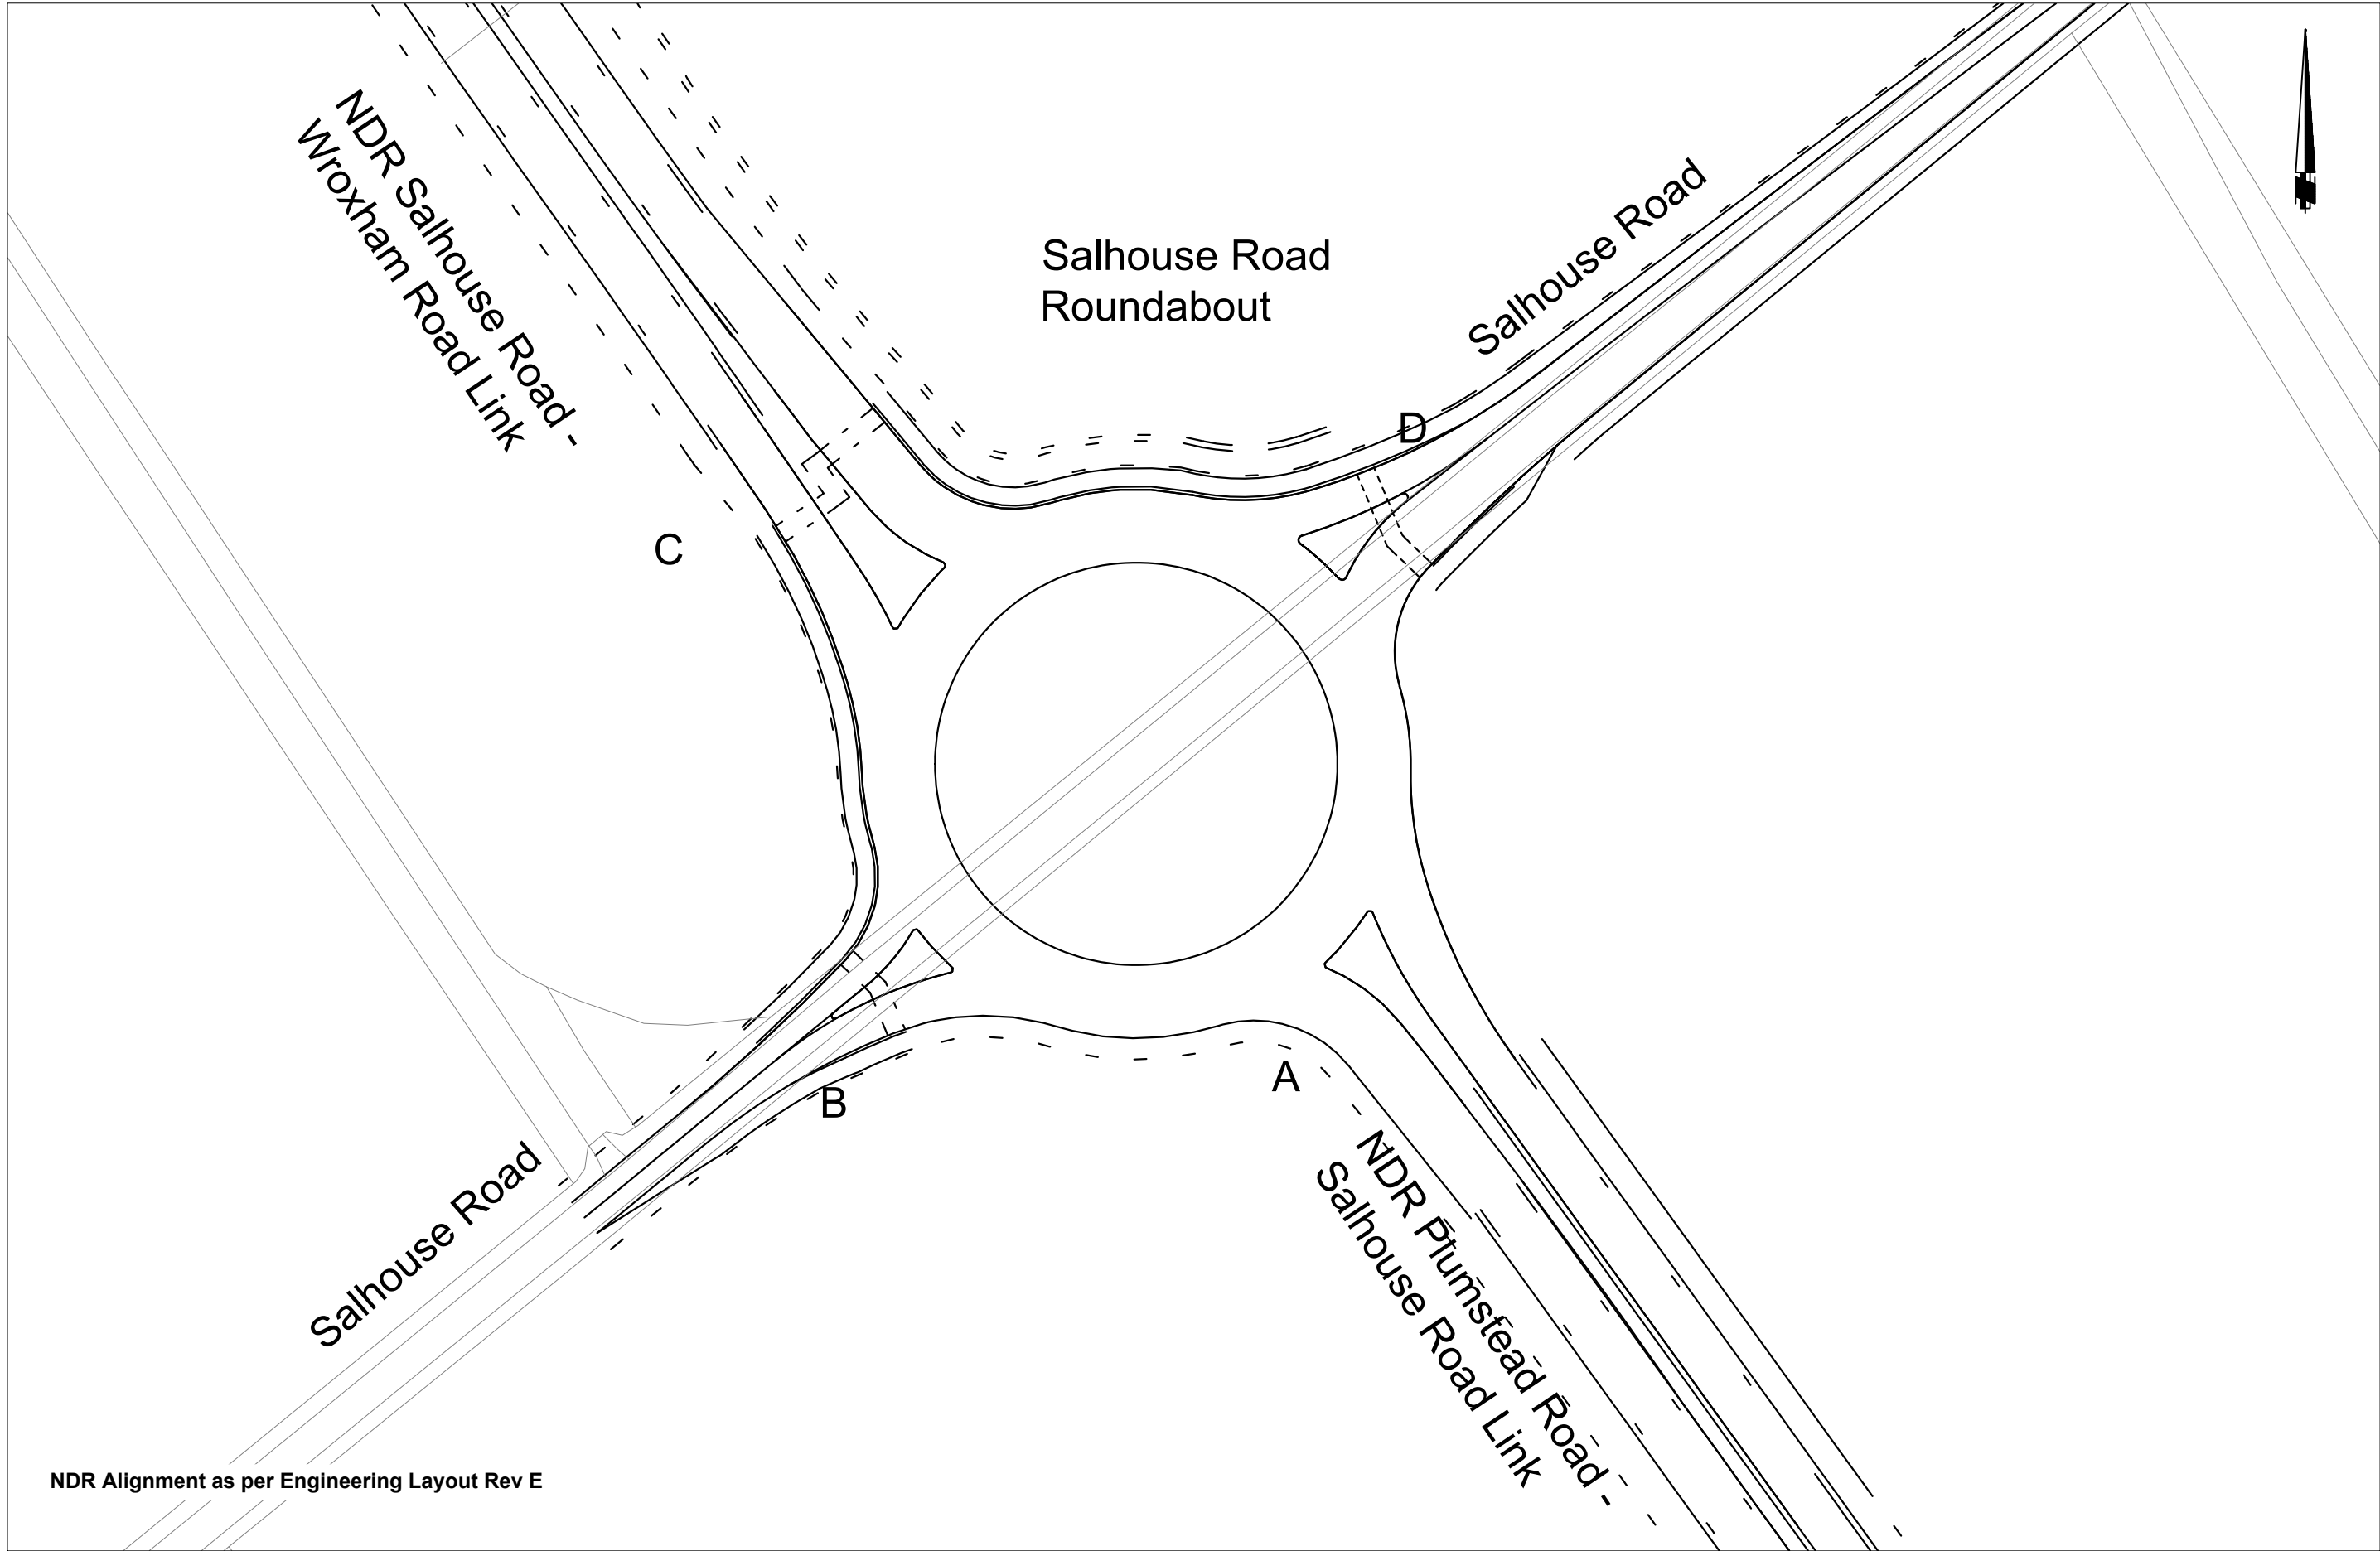 NDR Salhouse Road -
Wroxham Road Link
Salhouse Road
Roundabout
Salhouse Road
D
C
A
B
NDR Plumstead Road -
Salhouse Road Link
Salhouse Road
NDR Alignment as per Engineering Layout Rev E